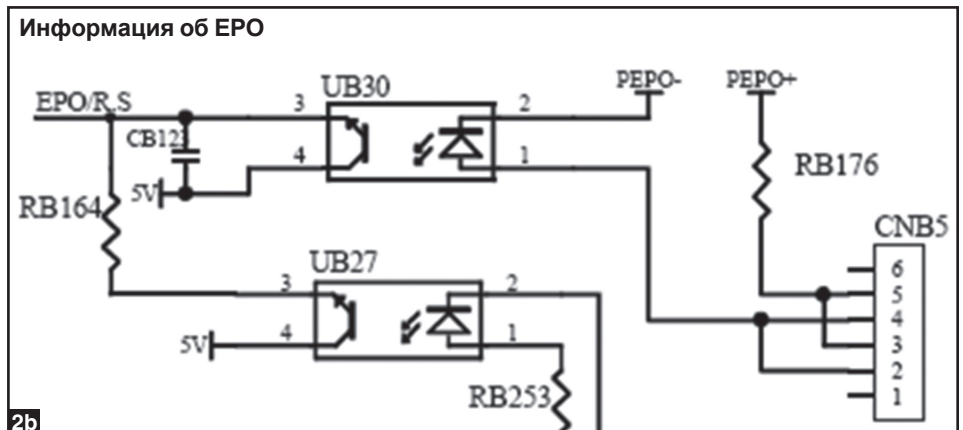 Информация об EPO
UB30
PEPO- PEPO+
EPO/R,S
3 2
CB123
4 1
5V
RB164
RB176
CNB5
UB27
6
3 2
5
4
5V 4 1
3
2
RB253
1
2b